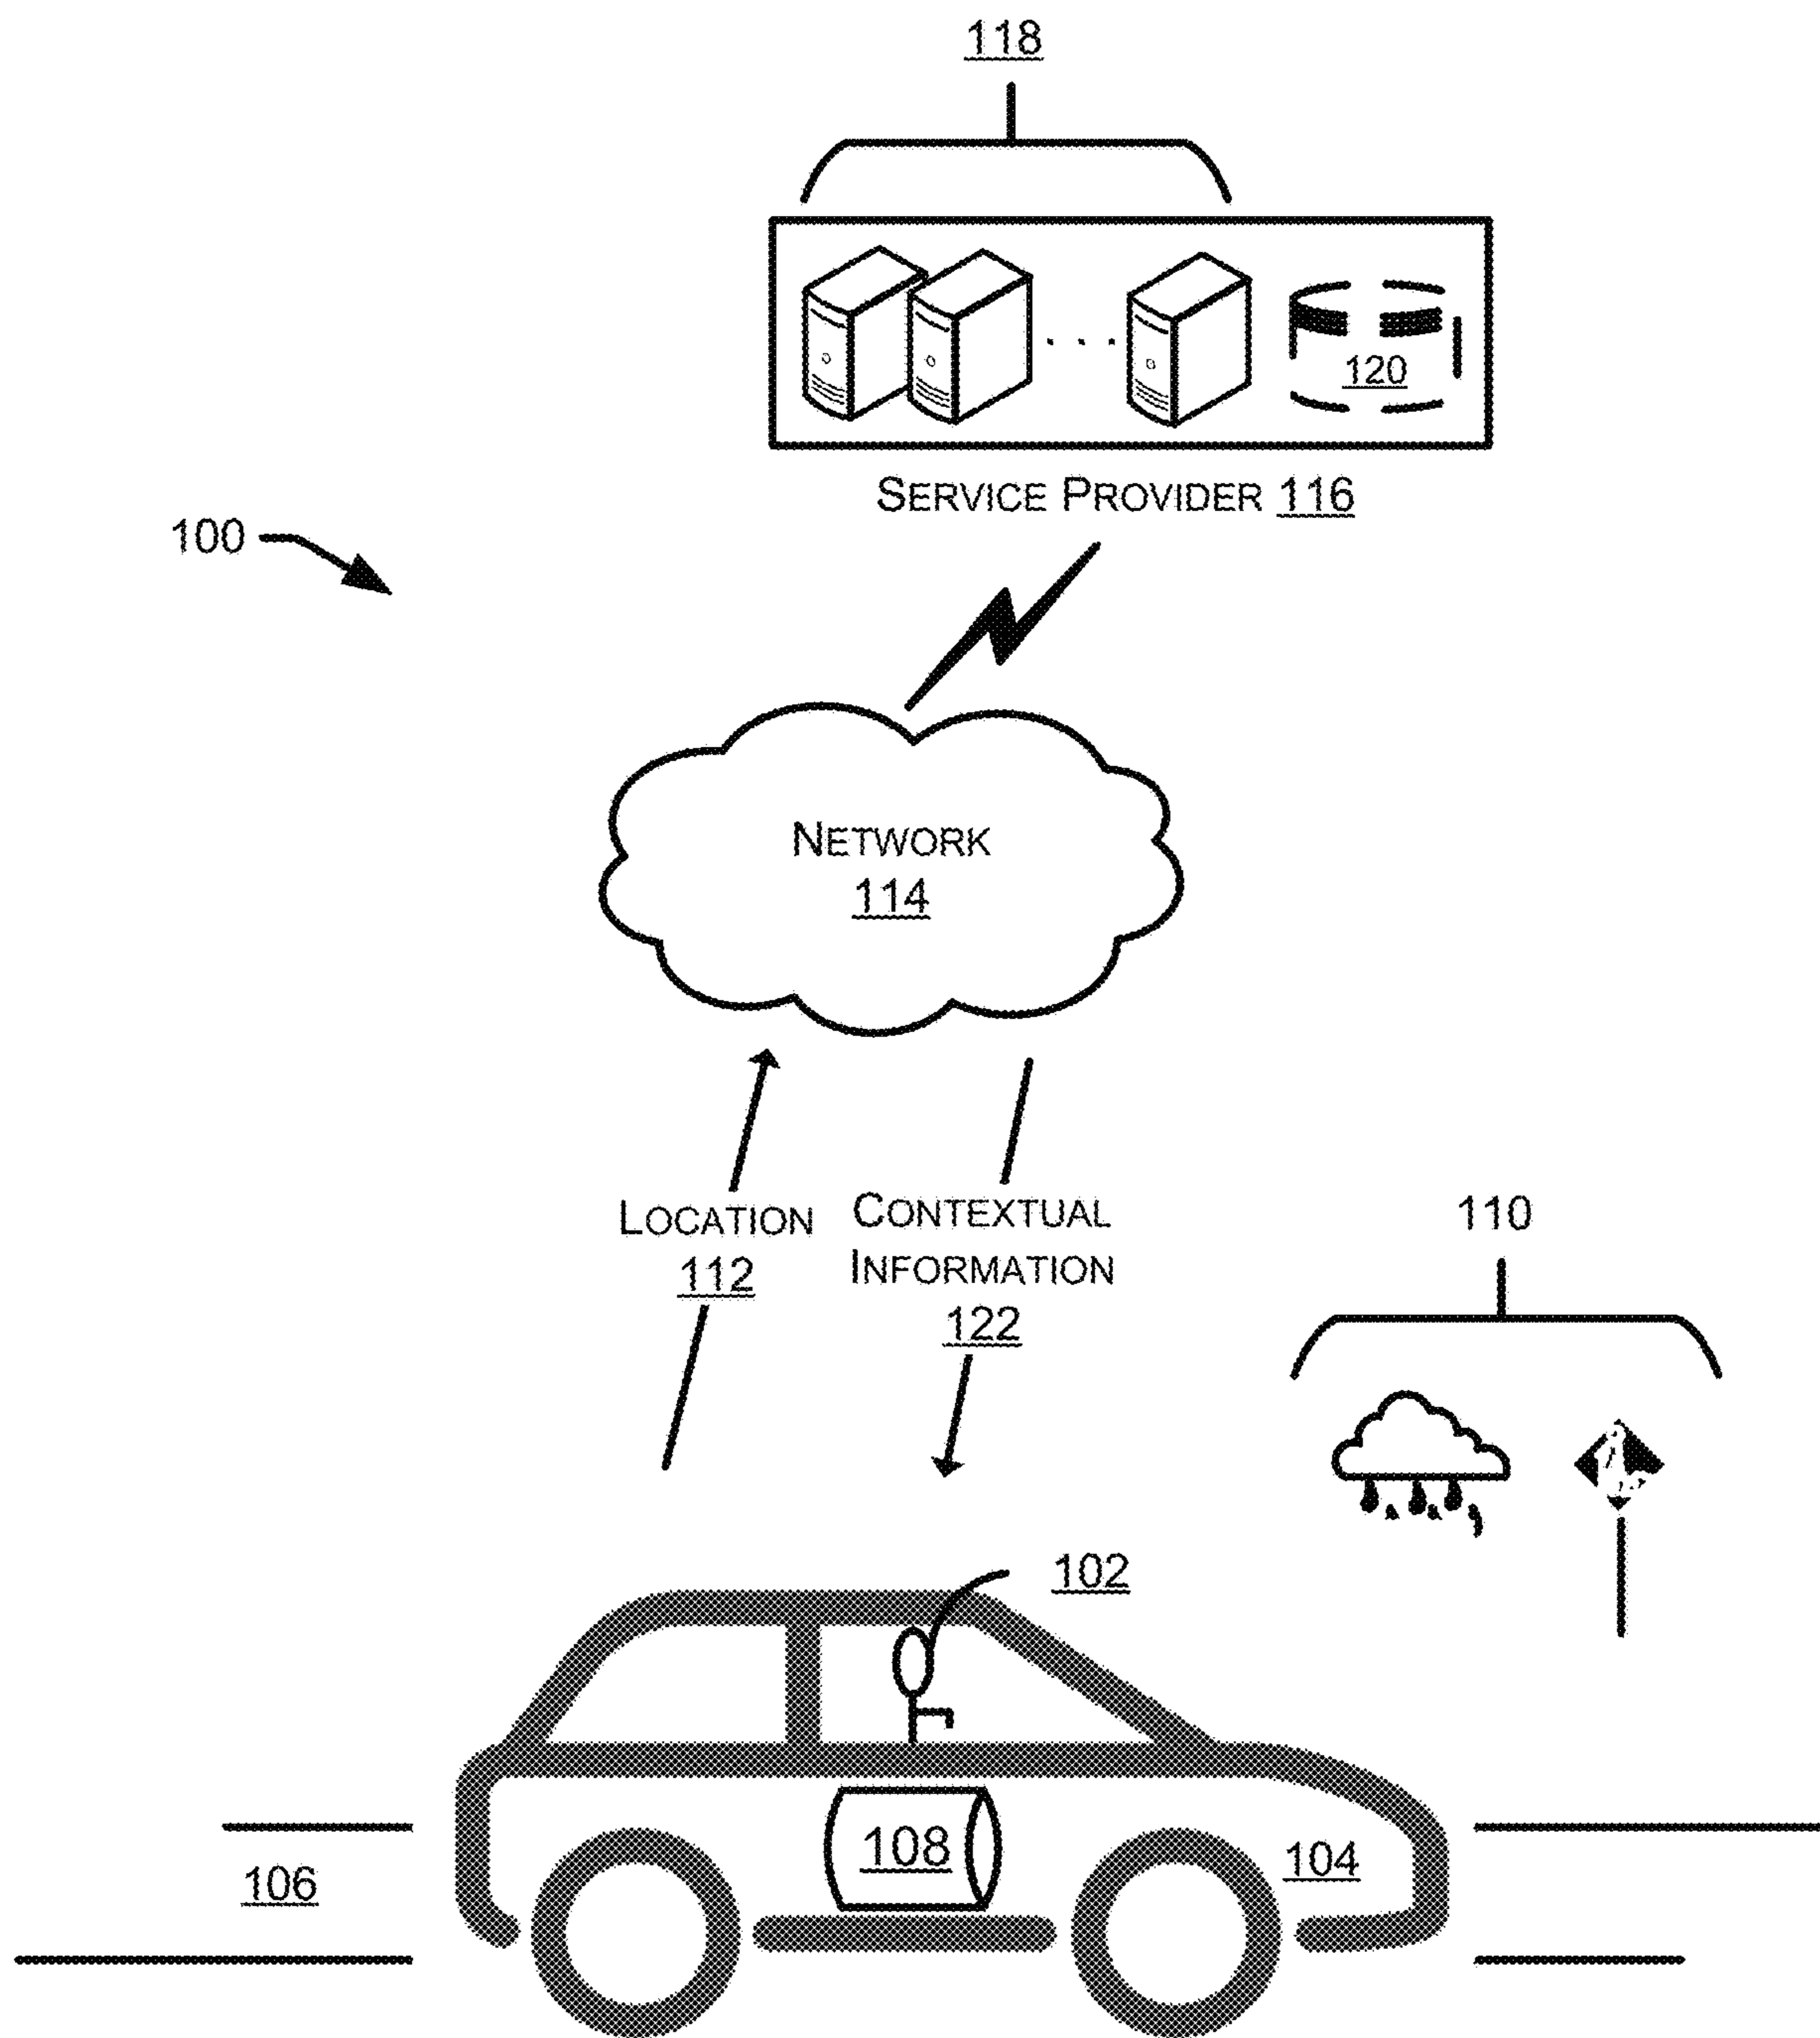 118
120
SERVICE PROVIDER 116
100
NETWORK
114
LOCATION
112
CONTEXTUAL
INFORMATION
122
110
102
108
104
106